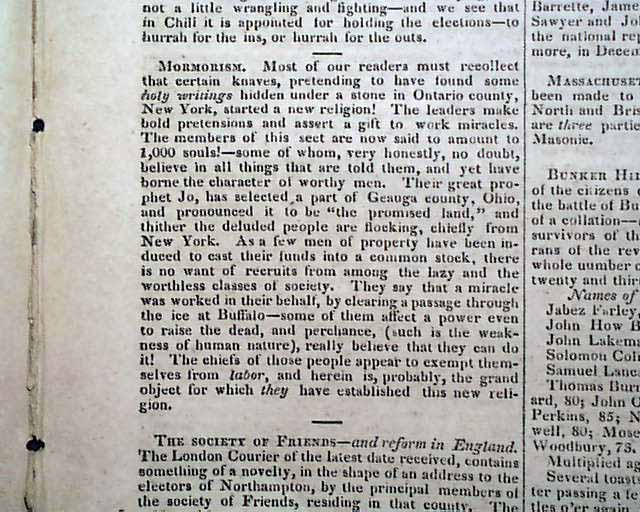 not a little wrangling and fighting—and we see that
in Chili it is appointed for holding the elections—to
hurrah for the ins, or hurrah for the outs.
MORMORISM. Most of our readers must recollect
that certain knaves, pretending to have found some
holy writings hidden under a stone in Ontario county,
New York, started a new religion! The leaders make
bold pretensions and assert a gift to work miracles.
The members of this sect are now said to amount to
1,000 souls!—some of whom, very honestly, no doubt,
believe in all things that are told them, and yet have
borne the character of worthy men. Their great pro-
phet Jo, has selected a part of Geauga county, Ohio,
and pronounced it to be "the promised land," and
thither the deluded people are flocking, chiefly from
New York. As a few men of property have been in-
duced to cast their funds into a common stock, there
is no want of recruits from among the lazy and the
worthless classes of society. They say that a miracle
was worked in their behalf, by clearing a passage through
the ice at Buffalo—some of them affect a power even
to raise the dead, and perchance, (such is the weak-
ness of human nature), really believe that they can do
it! The chiefs of those people appear to exempt them-
selves from labor, and herein is, probably, the grand
object for which they have established this new reli-
gion.
THE SOCIETY OF FRIENDS—and reform in England.
The London Courier of the latest date received, contains
something of a novelty, in the shape of an address to the
electors of Northampton, by the principal members of
the society of Friends, residing in that county. The
Barrette, Jame
Sawyer and Jo
the national rep
more, in Decem
MASSACHUSET
been made to
North and Bris
are three partie
Masonic.
BUNKER HIL
of the citizens o
the battle of Bu
of a collation—
survivors of th
rans of the rev
whole number o
twenty and thir
Names of
Jabez Farley,
John How B
John Lakem
Solomon Col
Samuel Lanc
Thomas Burn
ard, 80; John C
Perkins, 85; N
well, 80; Mose
Woodbury, 75.
Multiplied ag
Several toast
ter passing a fe
tles o'er again